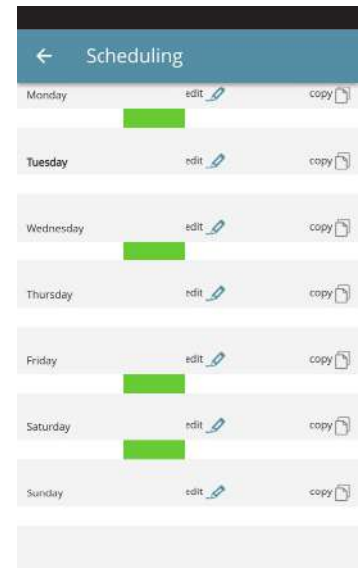 Scheduling
Monday edit copy
Tuesday edit copy
Wednesday edit copy
Thursday edit copy
Friday edit copy
Saturday edit copy
Sunday edit copy